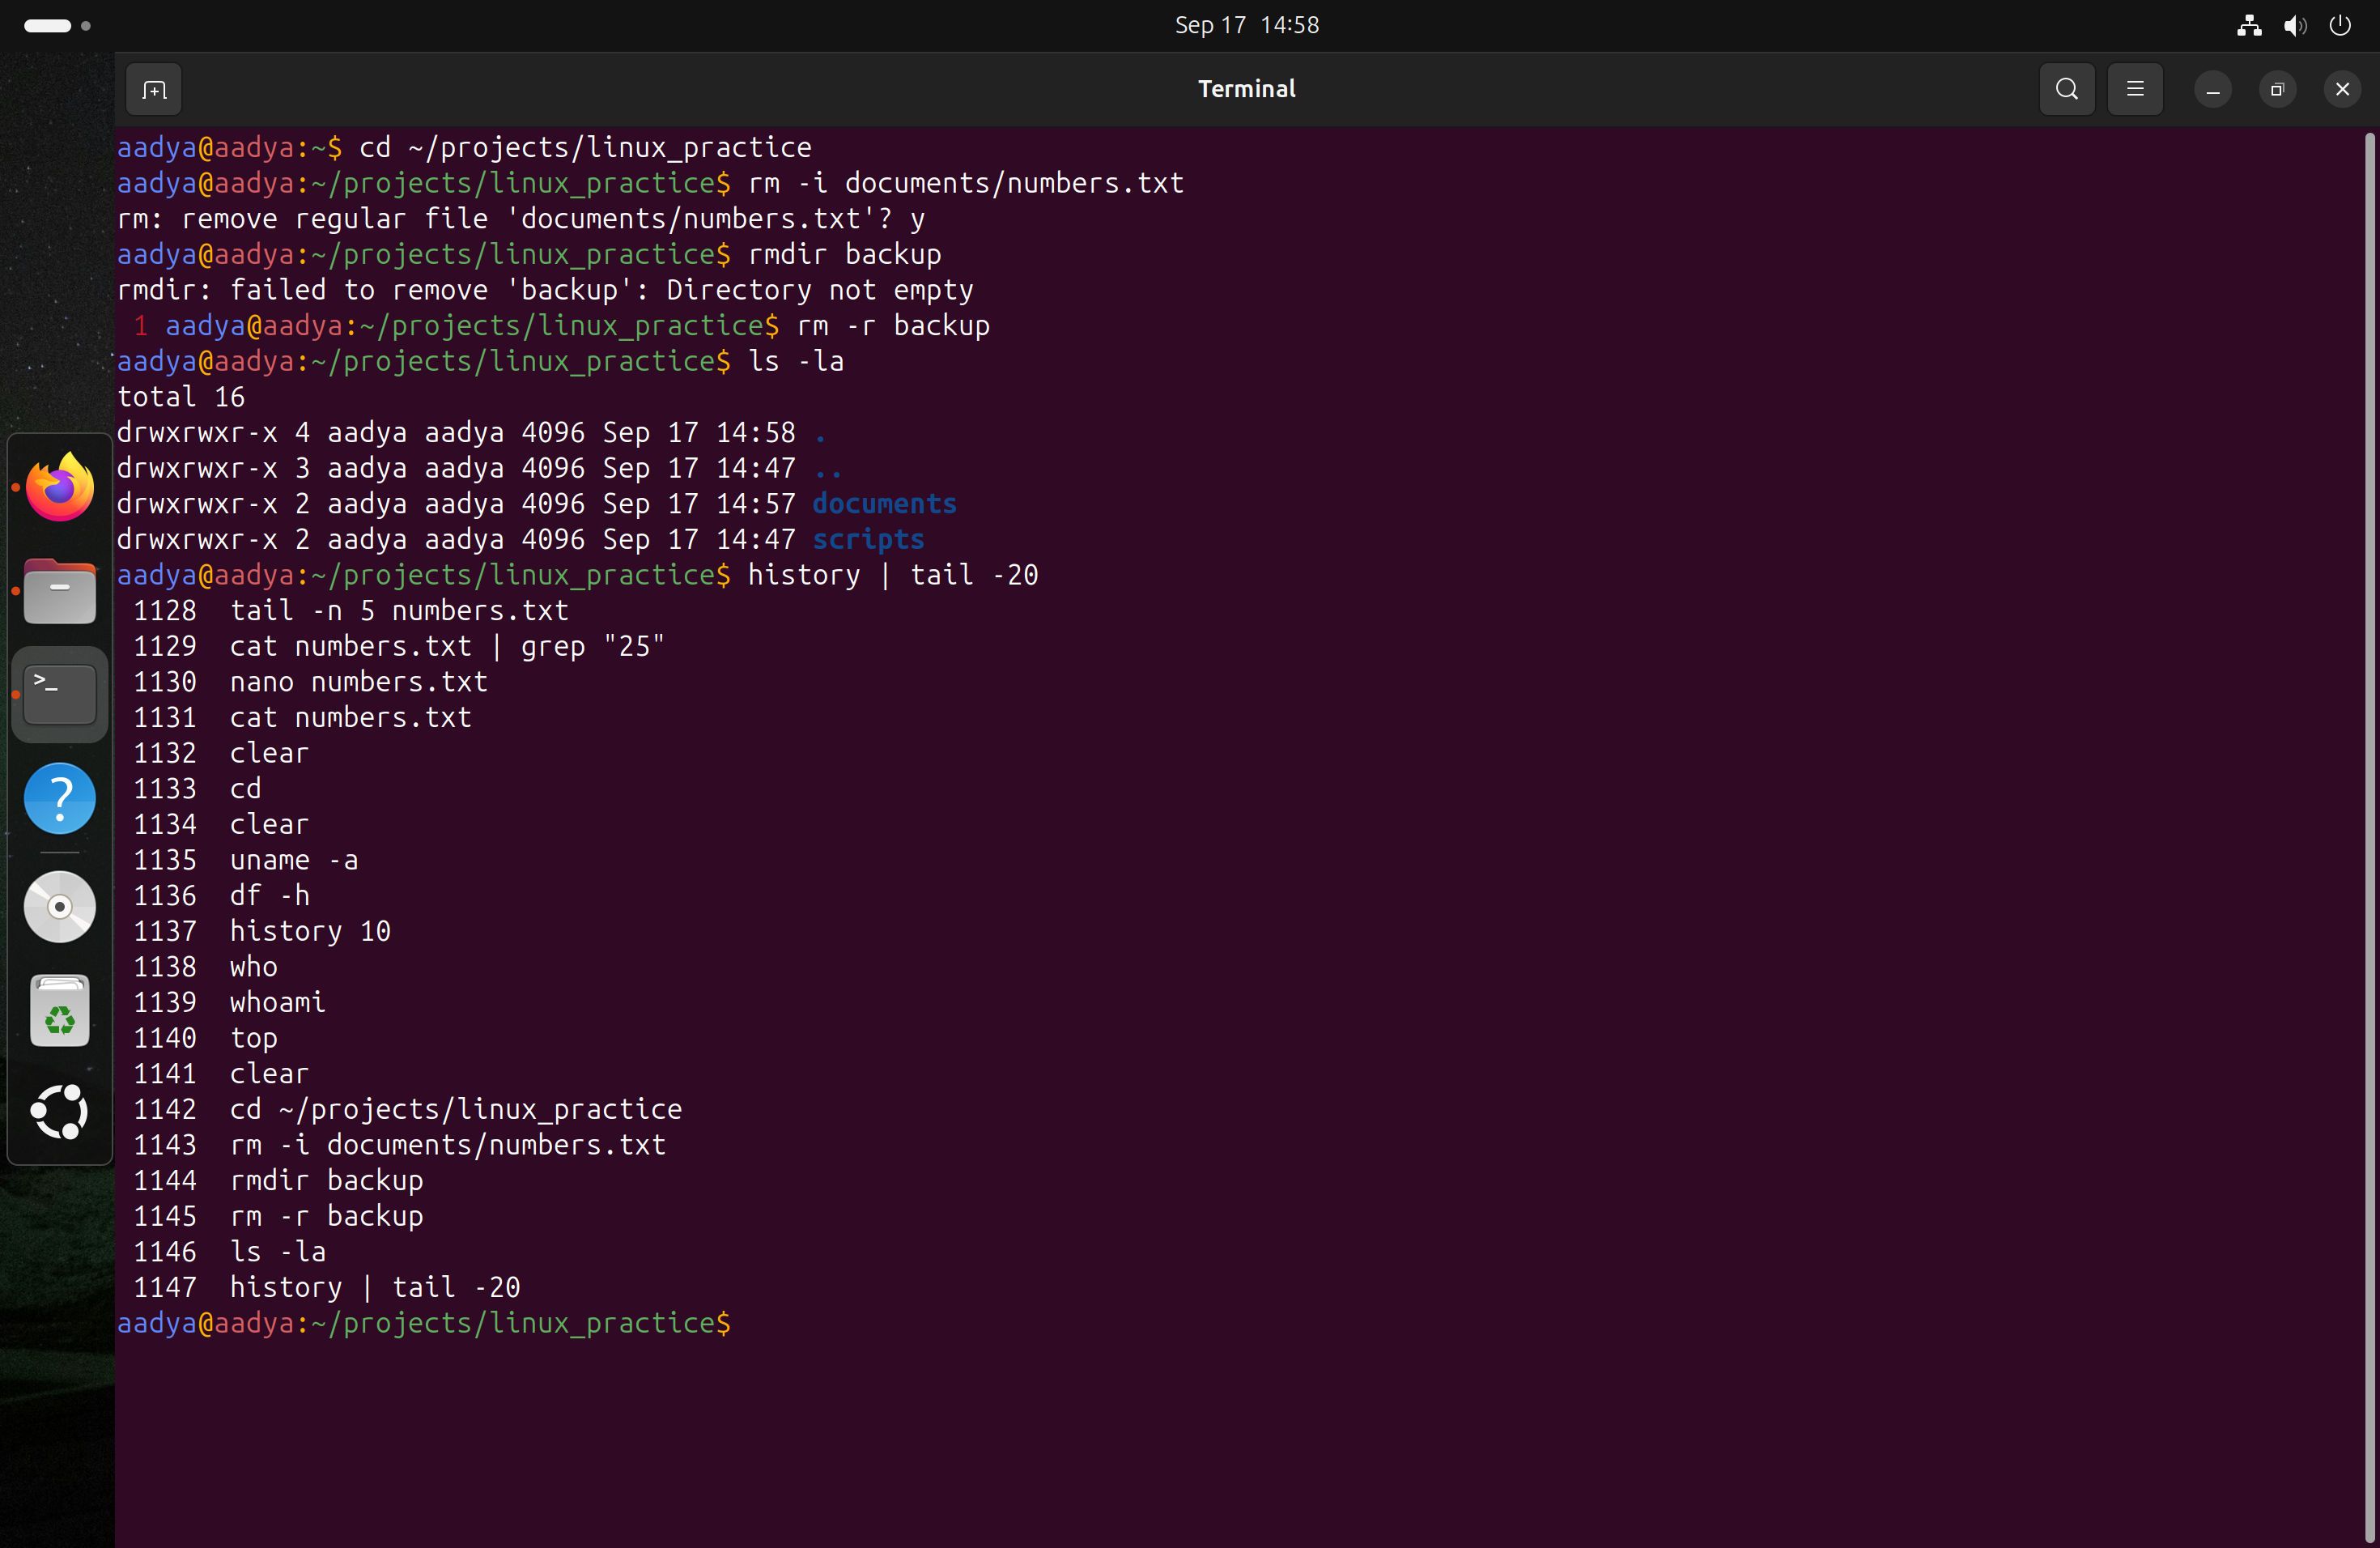 Sep 17  14:58
Terminal
aadya@aadya:~$ cd ~/projects/linux_practice
aadya@aadya:~/projects/linux_practice$ rm -i documents/numbers.txt
rm: remove regular file 'documents/numbers.txt'? y
aadya@aadya:~/projects/linux_practice$ rmdir backup
rmdir: failed to remove 'backup': Directory not empty
 1 aadya@aadya:~/projects/linux_practice$ rm -r backup
aadya@aadya:~/projects/linux_practice$ ls -la
total 16
drwxrwxr-x 4 aadya aadya 4096 Sep 17 14:58 .
drwxrwxr-x 3 aadya aadya 4096 Sep 17 14:47 ..
drwxrwxr-x 2 aadya aadya 4096 Sep 17 14:57 documents
drwxrwxr-x 2 aadya aadya 4096 Sep 17 14:47 scripts
aadya@aadya:~/projects/linux_practice$ history | tail -20
 1128  tail -n 5 numbers.txt
 1129  cat numbers.txt | grep "25"
 1130  nano numbers.txt
 1131  cat numbers.txt
 1132  clear
 1133  cd
 1134  clear
 1135  uname -a
 1136  df -h
 1137  history 10
 1138  who
 1139  whoami
 1140  top
 1141  clear
 1142  cd ~/projects/linux_practice
 1143  rm -i documents/numbers.txt
 1144  rmdir backup
 1145  rm -r backup
 1146  ls -la
 1147  history | tail -20
aadya@aadya:~/projects/linux_practice$